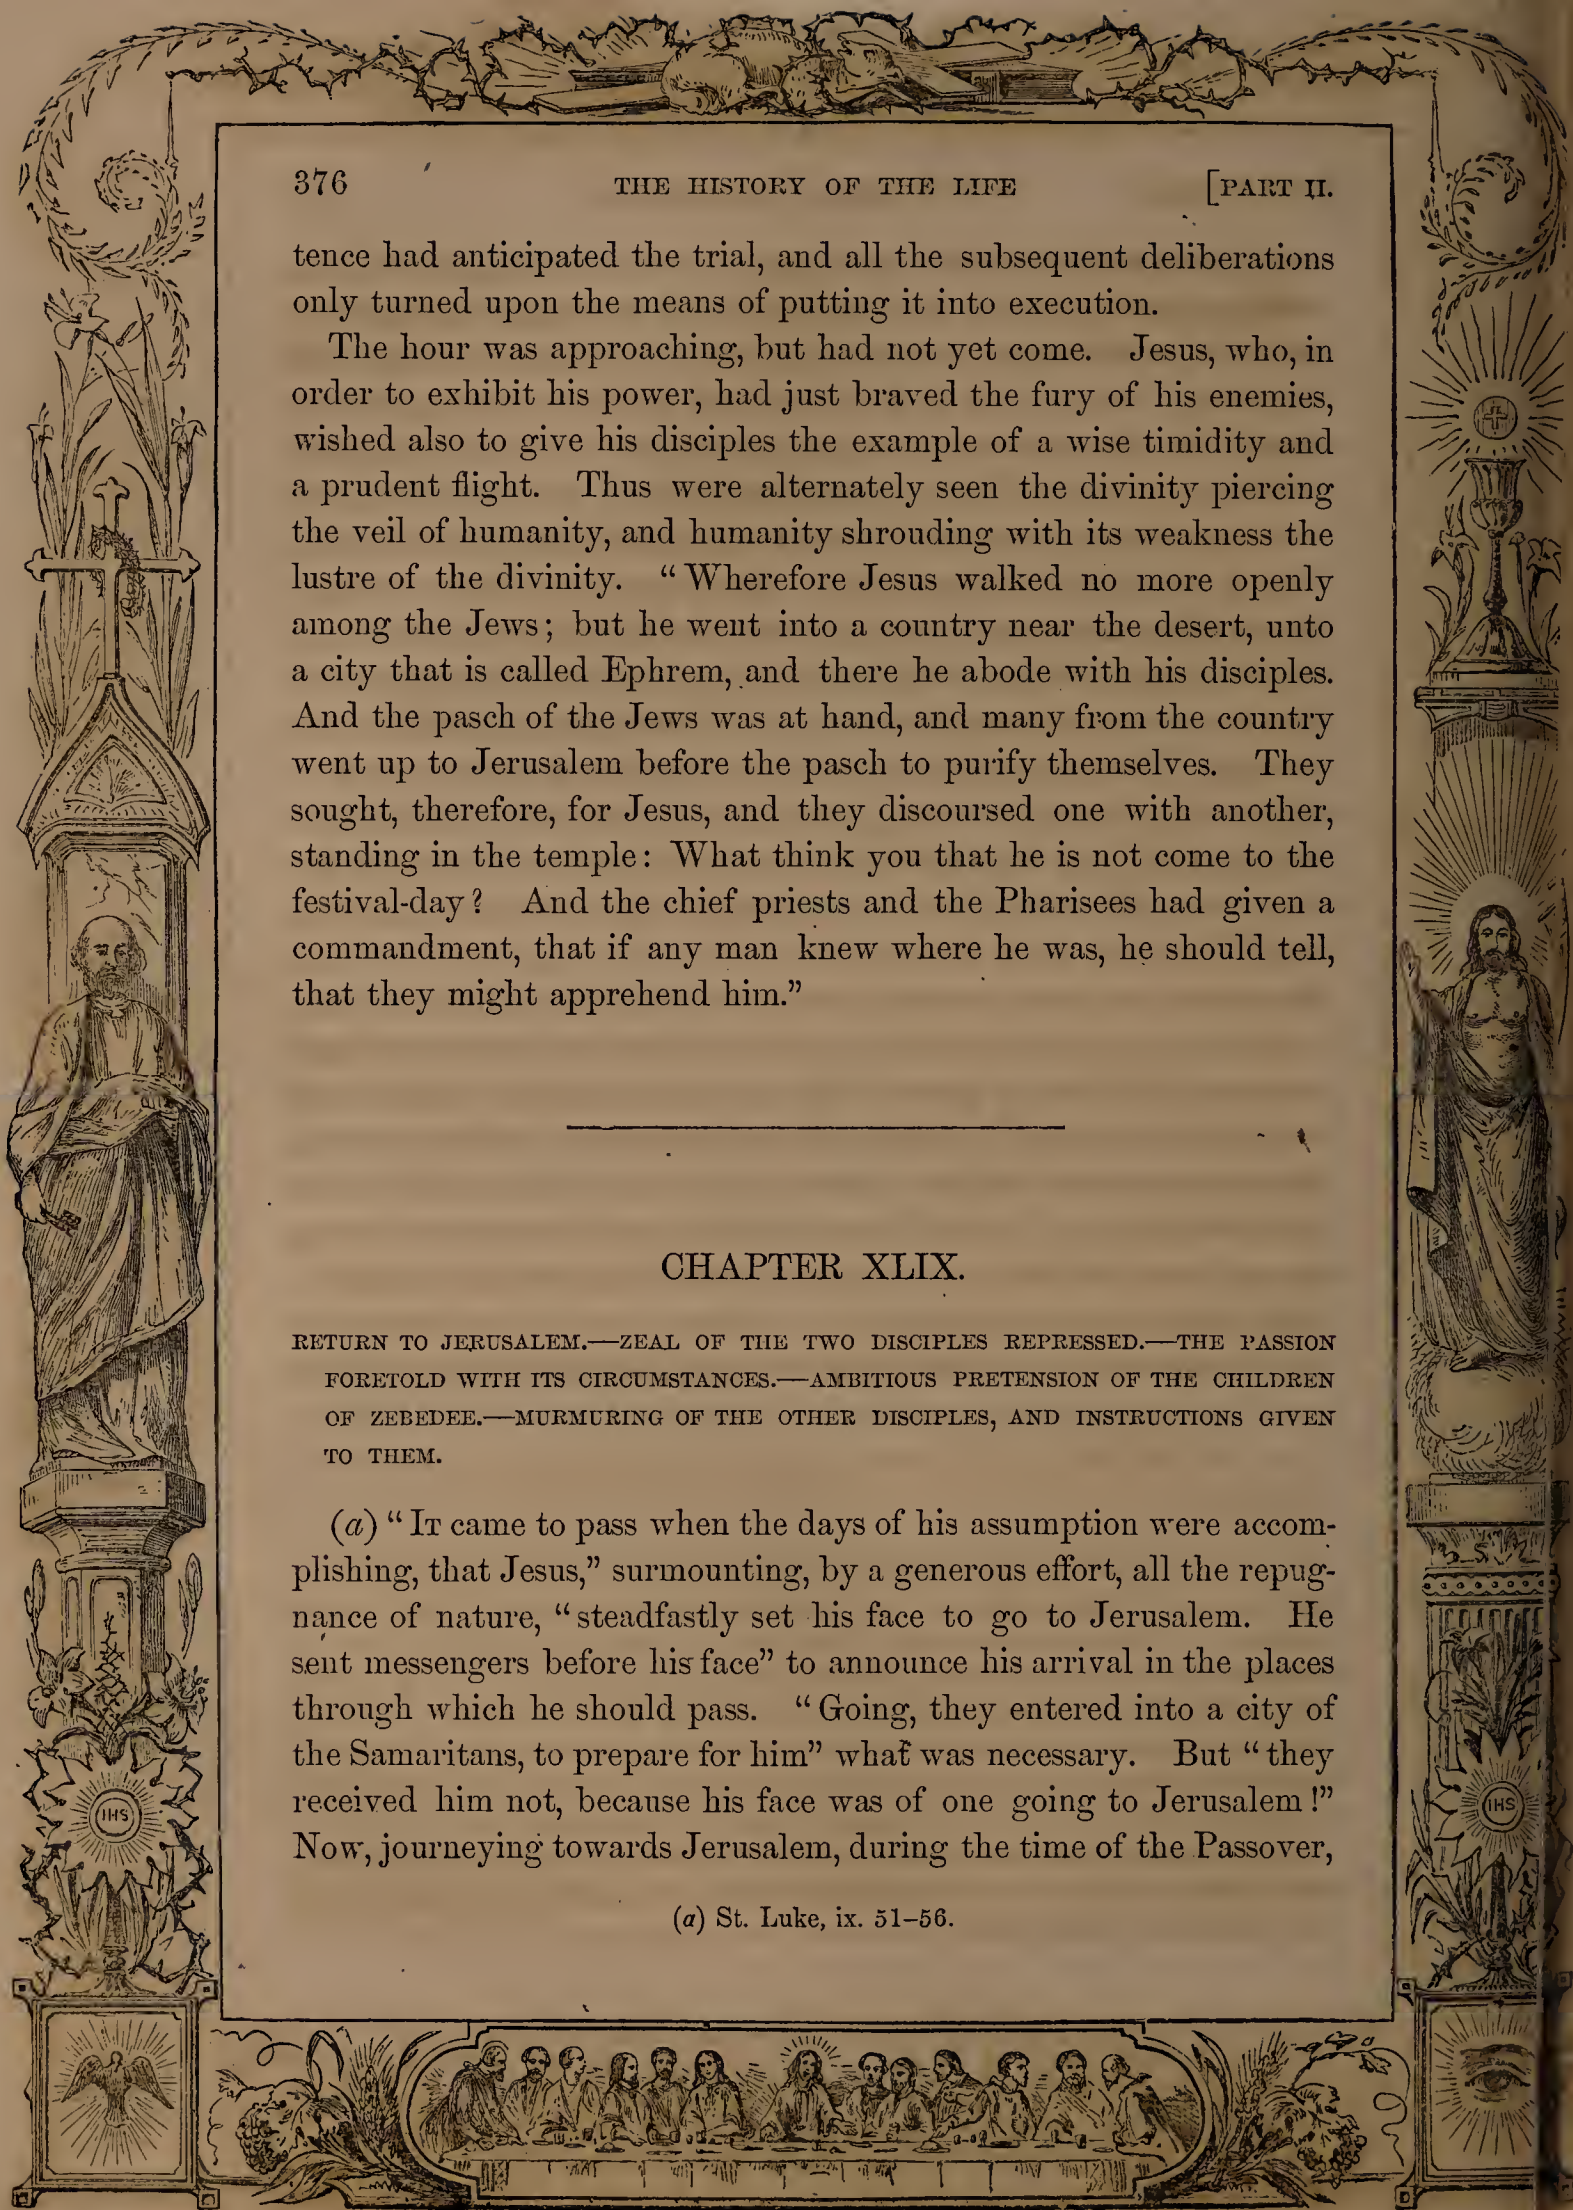 376 THE HISTORY OF THE LIFE [PART II.
tence had anticipated the trial, and all the subsequent deliberations
only turned upon the means of putting it into execution.
The hour was approaching, but had not yet come. Jesus, who, in
order to exhibit his power, had just braved the fury of his enemies,
wished also to give his disciples the example of a wise timidity and
a prudent flight. Thus were alternately seen the divinity piercing
the veil of humanity, and humanity shrouding with its weakness the
lustre of the divinity. “Wherefore Jesus walked no more openly
among the Jews; but he went into a country near the desert, unto
a city that is called Ephrem, and there he abode with his disciples.
And the pasch of the Jews was at hand, and many from the country
went up to Jerusalem before the pasch to purify themselves. They
sought, therefore, for Jesus, and they discoursed one with another,
standing in the temple: What think you that he is not come to the
festival-day? And the chief priests and the Pharisees had given a
commandment, that if any man knew where he was, he should tell,
that they might apprehend him.”
CHAPTER XLIX.
RETURN TO JERUSALEM.—ZEAL OF THE TWO DISCIPLES REPRESSED.—THE PASSION
FORETOLD WITH ITS CIRCUMSTANCES.—AMBITIOUS PRETENSION OF THE CHILDREN
OF ZEBEDEE.—MURMURING OF THE OTHER DISCIPLES, AND INSTRUCTIONS GIVEN
TO THEM.
(a) “IT came to pass when the days of his assumption were accom-
plishing, that Jesus,” surmounting, by a generous effort, all the repug-
nance of nature, “steadfastly set his face to go to Jerusalem. He
sent messengers before his face” to announce his arrival in the places
through which he should pass. “Going, they entered into a city of
the Samaritans, to prepare for him” what was necessary. But “they
received him not, because his face was of one going to Jerusalem!”
Now, journeying towards Jerusalem, during the time of the Passover,
(a) St. Luke, ix. 51–56.
IHS
IHS